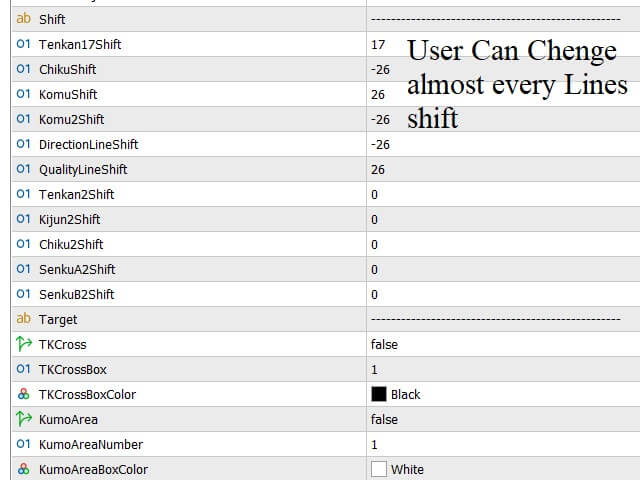 ab Shift --------------------------------------------------
01 Tenkan17Shift 17
01 ChikuShift -26
01 KomuShift 26
01 Komu2Shift -26
01 DirectionLineShift -26
01 QualityLineShift 26
01 Tenkan2Shift 0
01 Kijun2Shift 0
01 Chiku2Shift 0
01 SenkuA2Shift 0
01 SenkuB2Shift 0
ab Target --------------------------------------------------
TKCross false
01 TKCrossBox 1
TKCrossBoxColor Black
KumoArea false
01 KumoAreaNumber 1
KumoAreaBoxColor White
User Can Chenge
almost every Lines
shift